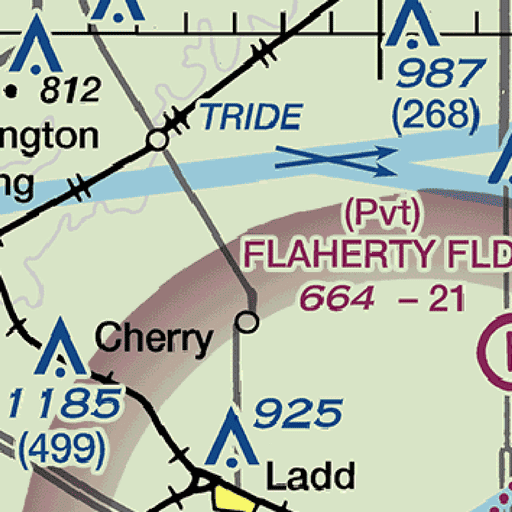 987
(268)
812
TRIDE
ngton
ng
(Pvt)
FLAHERTY FLD
664 – 21
Cherry
1185
(499)
925
Ladd